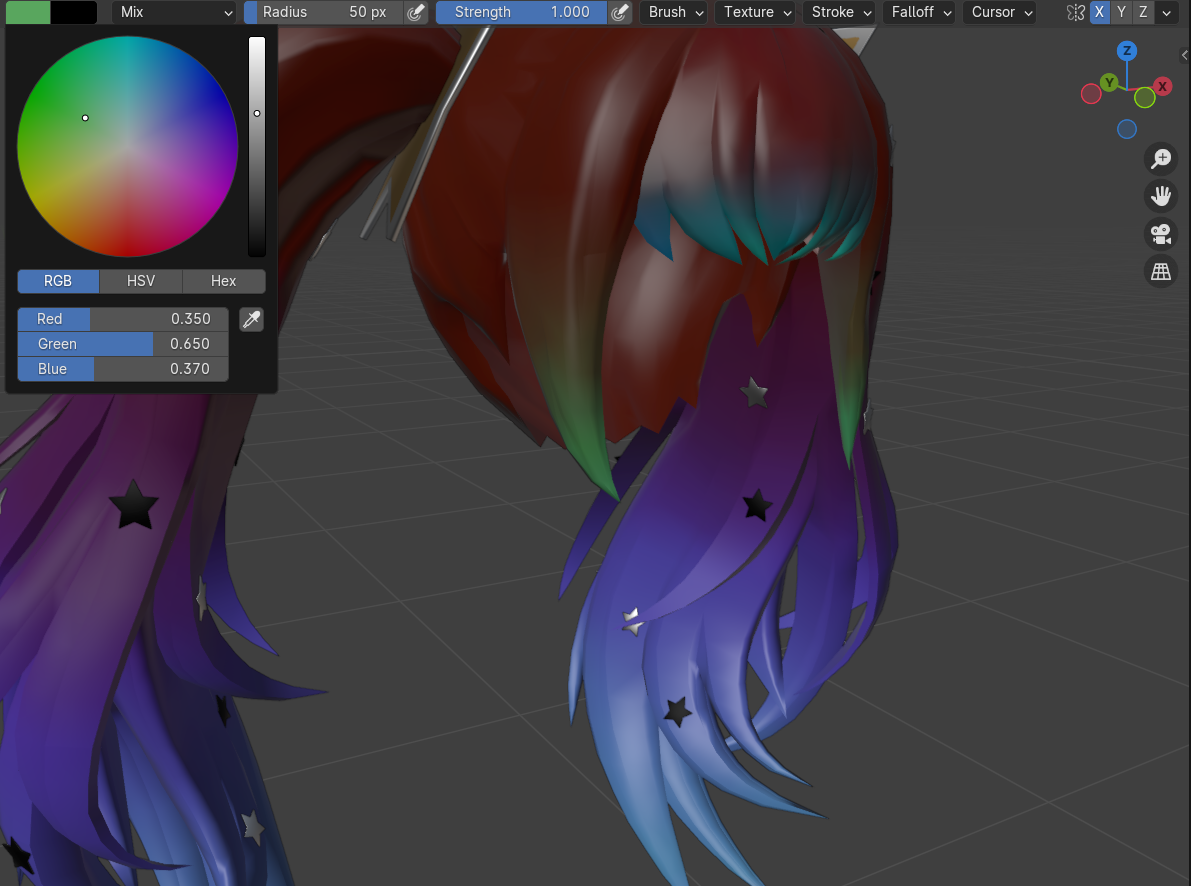 Mix Radius 50 px Strength 1.000 Brush Texture Stroke Falloff Cursor X Y Z
Z
Y X
RGB HSV Hex
Red 0.350
Green 0.650
Blue 0.370